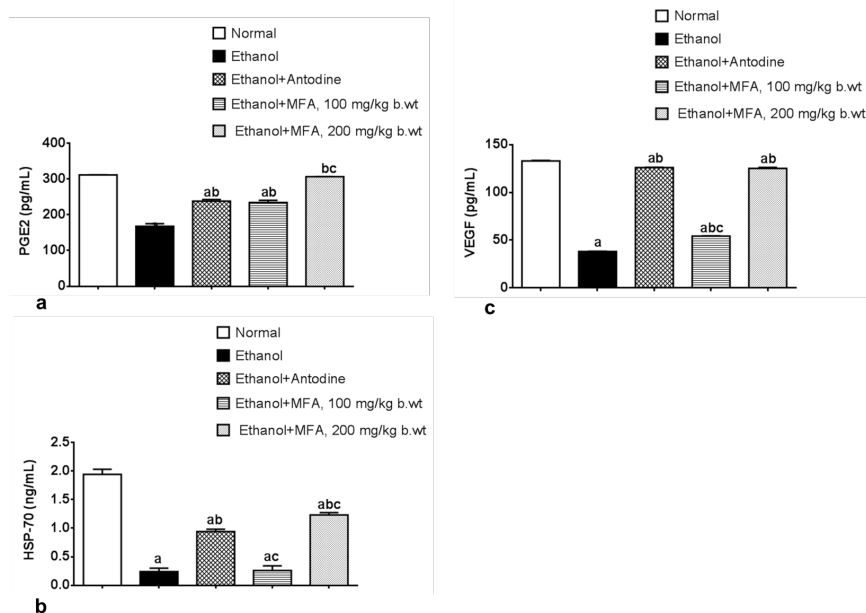 Normal
Ethanol
Ethanol+Antodine
Ethanol+MFA, 100 mg/kg b.wt
Ethanol+MFA, 200 mg/kg b.wt
400
300
200
100
0
PGE2 (pg/mL)
ab
ab
bc
a
Normal
Ethanol
Ethanol+Antodine
Ethanol+MFA, 100 mg/kg b.wt
Ethanol+MFA, 200 mg/kg b.wt
150
100
50
0
VEGF (pg/mL)
a
ab
abc
ab
c
Normal
Ethanol
Ethanol+Antodine
Ethanol+MFA, 100 mg/kg b.wt
Ethanol+MFA, 200 mg/kg b.wt
2.5
2.0
1.5
1.0
0.5
0.0
HSP-70 (ng/mL)
a
ab
ac
abc
b